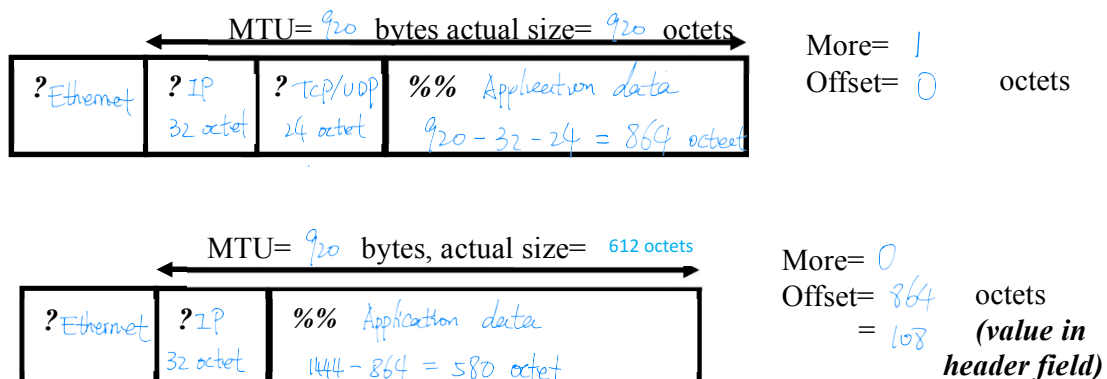 MTU= 920 bytes actual size= 920 octets
More= 1
Offset= 0 octets
? Ethernet
? IP
32 octet
? TCP/UDP
24 octet
%% Application data
920 - 32 - 24 = 864 octeet
MTU= 920 bytes, actual size= 612 octets
More= 0
Offset= 864 octets
= 108 (value in
header field)
? Ethernet
? IP
32 octet
%% Application data
1444 - 864 = 580 octet